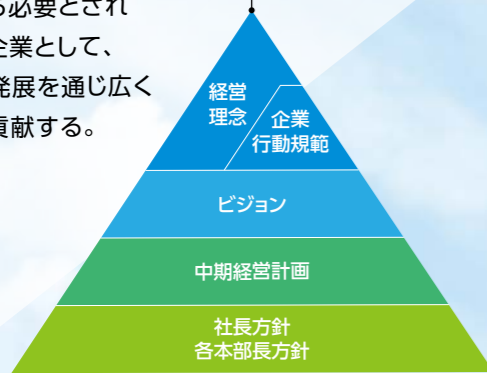 必要とされ
企業として、
発展を通じ広く
貢献する。
経営
理念
企業
行動規範
ビジョン
中期経営計画
社長方針
各本部長方針